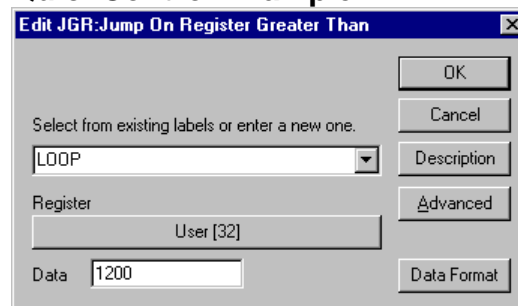 Edit JGR:Jump On Register Greater Than
OK
Select from existing labels or enter a new one.
Cancel
LOOP
Description
Register
Advanced
User [32]
Data 1200
Data Format